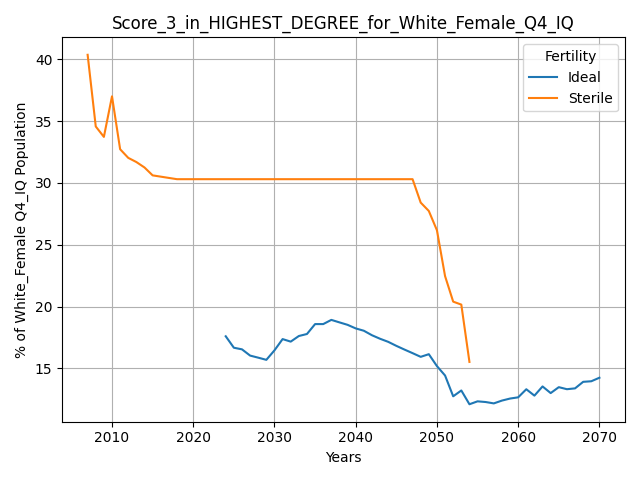 Score_3_in_HIGHEST_DEGREE_for_White_Female_Q4_IQ
% of White_Female Q4_IQ Population
40
35
30
25
20
15
Fertility
Ideal
Sterile
2010 2020 2030 2040 2050 2060 2070
Years